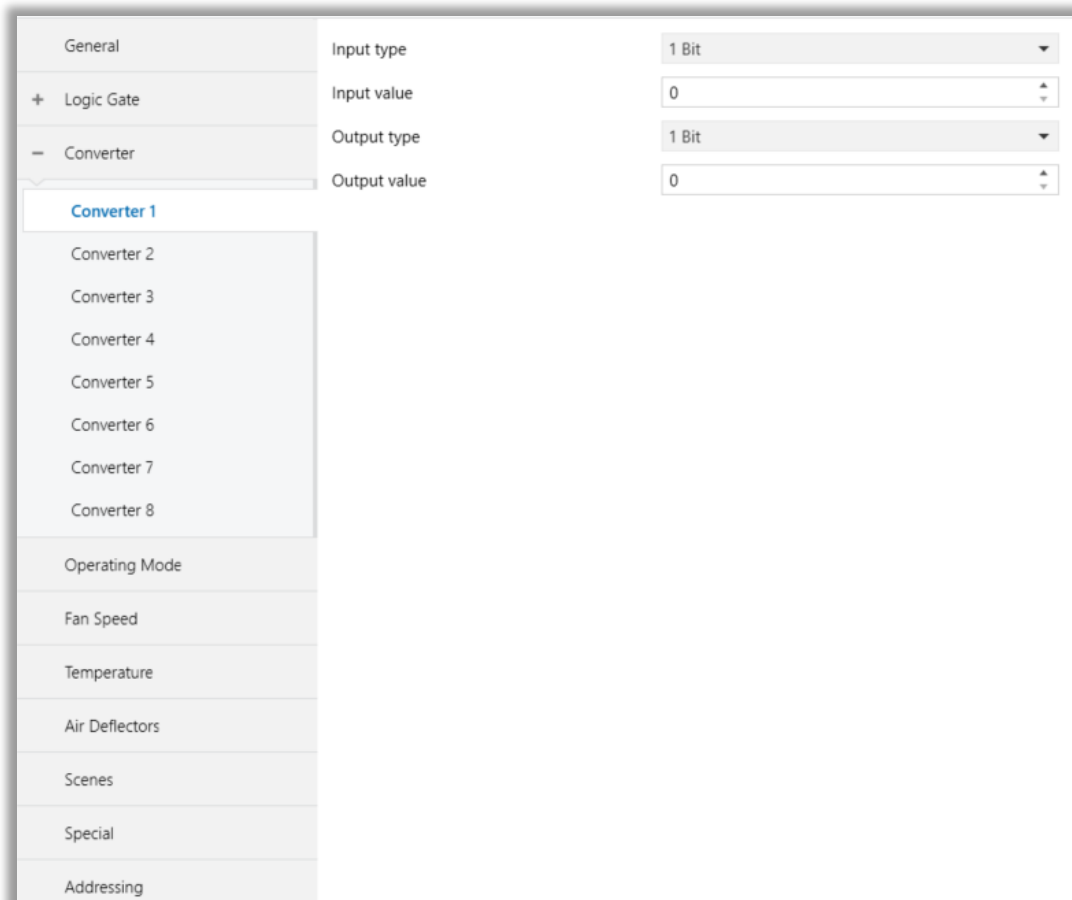 General
Input type 1 Bit
+ Logic Gate
Input value 0
− Converter
Output type 1 Bit
Output value 0
Converter 1
Converter 2
Converter 3
Converter 4
Converter 5
Converter 6
Converter 7
Converter 8
Operating Mode
Fan Speed
Temperature
Air Deflectors
Scenes
Special
Addressing